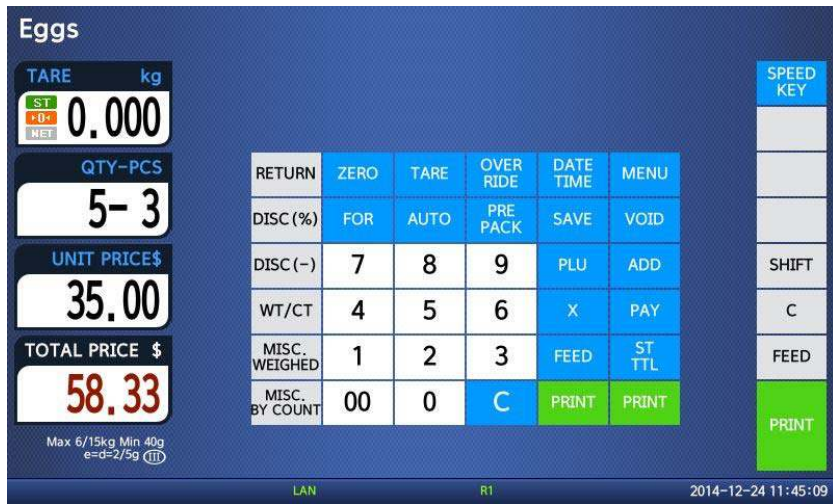 Eggs
TARE kg
ST
→0←
NET
0.000
QTY-PCS
5- 3
UNIT PRICE$
35.00
TOTAL PRICE $
58.33
Max 6/15kg Min 40g
e=d=2/5g III
RETURN ZERO TARE OVER RIDE DATE TIME MENU
DISC(%) FOR AUTO PRE PACK SAVE VOID
DISC(-) 7 8 9 PLU ADD
WT/CT 4 5 6 X PAY
MISC. WEIGHED 1 2 3 FEED ST TTL
MISC. BY COUNT 00 0 C PRINT PRINT
SPEED KEY
SHIFT
C
FEED
PRINT
LAN R1 2014-12-24 11:45:09